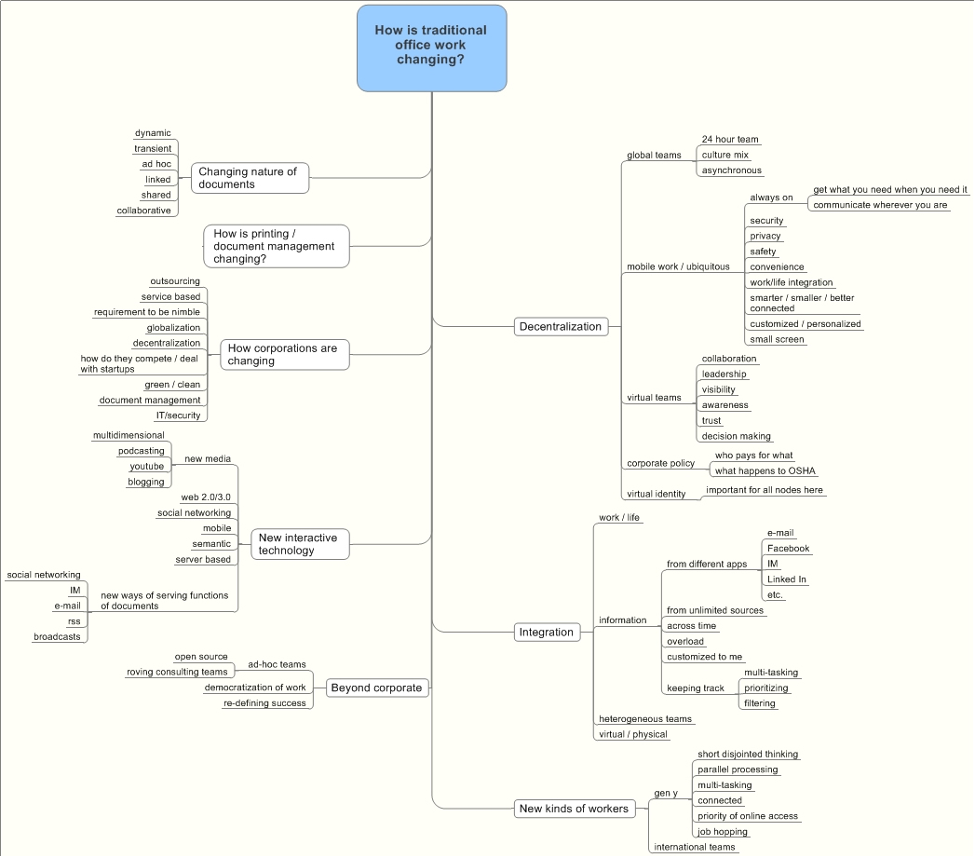 How is traditional
office work
changing?
Changing nature of
documents
dynamic
transient
ad hoc
linked
shared
collaborative
How is printing /
document management
changing?
How corporations are
changing
outsourcing
service based
requirement to be nimble
globalization
decentralization
how do they compete / deal
with startups
green / clean
document management
IT/security
New interactive
technology
new media
multidimensional
podcasting
youtube
blogging
web 2.0/3.0
social networking
mobile
semantic
server based
new ways of serving functions
of documents
social networking
IM
e-mail
rss
broadcasts
Beyond corporate
ad-hoc teams
open source
roving consulting teams
democratization of work
re-defining success
Decentralization
global teams
24 hour team
culture mix
asynchronous
mobile work / ubiquitous
always on
get what you need when you need it
communicate wherever you are
security
privacy
safety
convenience
work/life integration
smarter / smaller / better
connected
customized / personalized
small screen
virtual teams
collaboration
leadership
visibility
awareness
trust
decision making
corporate policy
who pays for what
what happens to OSHA
virtual identity
important for all nodes here
Integration
work / life
information
from different apps
e-mail
Facebook
IM
Linked In
etc.
from unlimited sources
across time
overload
customized to me
keeping track
multi-tasking
prioritizing
filtering
heterogeneous teams
virtual / physical
New kinds of workers
gen y
short disjointed thinking
parallel processing
multi-tasking
connected
priority of online access
job hopping
international teams